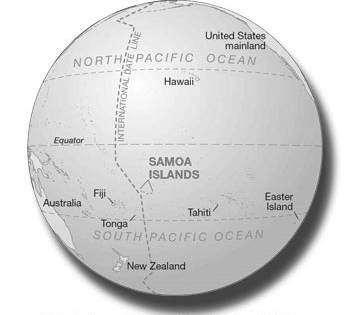 United States
mainland
NORTH PACIFIC OCEAN
INTERNATIONAL DATE LINE
Hawaii
Equator
SAMOA
ISLANDS
Fiji
Australia
Tonga
Tahiti
Easter
Island
SOUTH PACIFIC OCEAN
New Zealand